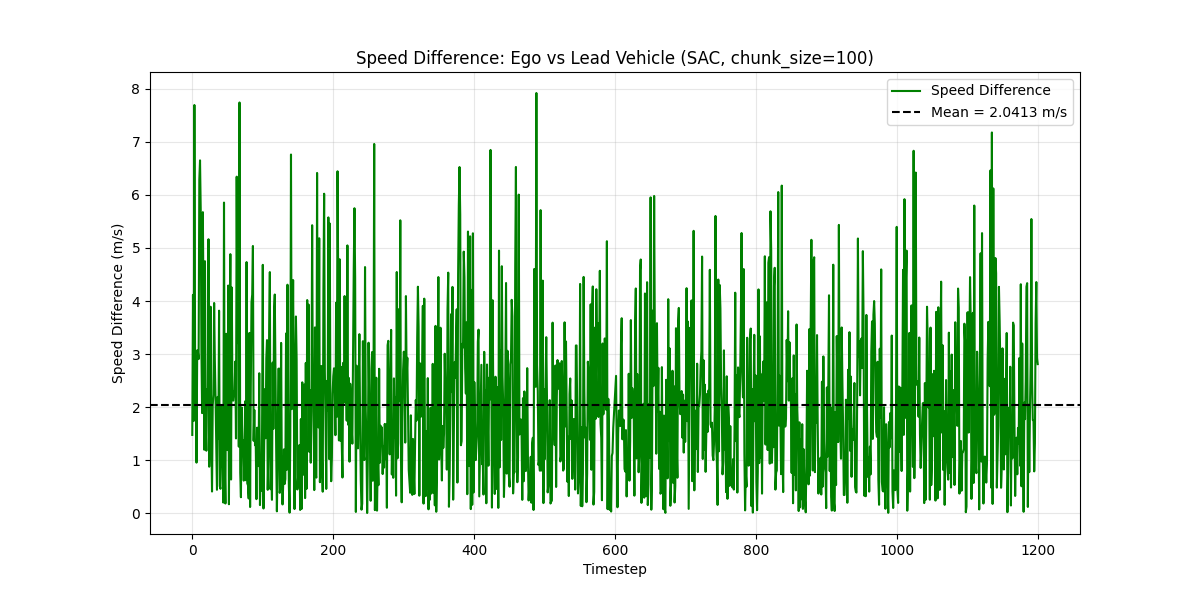 Speed Difference: Ego vs Lead Vehicle (SAC, chunk_size=100)
Speed Difference
Mean = 2.0413 m/s
Speed Difference (m/s)
8
7
6
5
4
3
2
1
0
0 200 400 600 800 1000 1200
Timestep